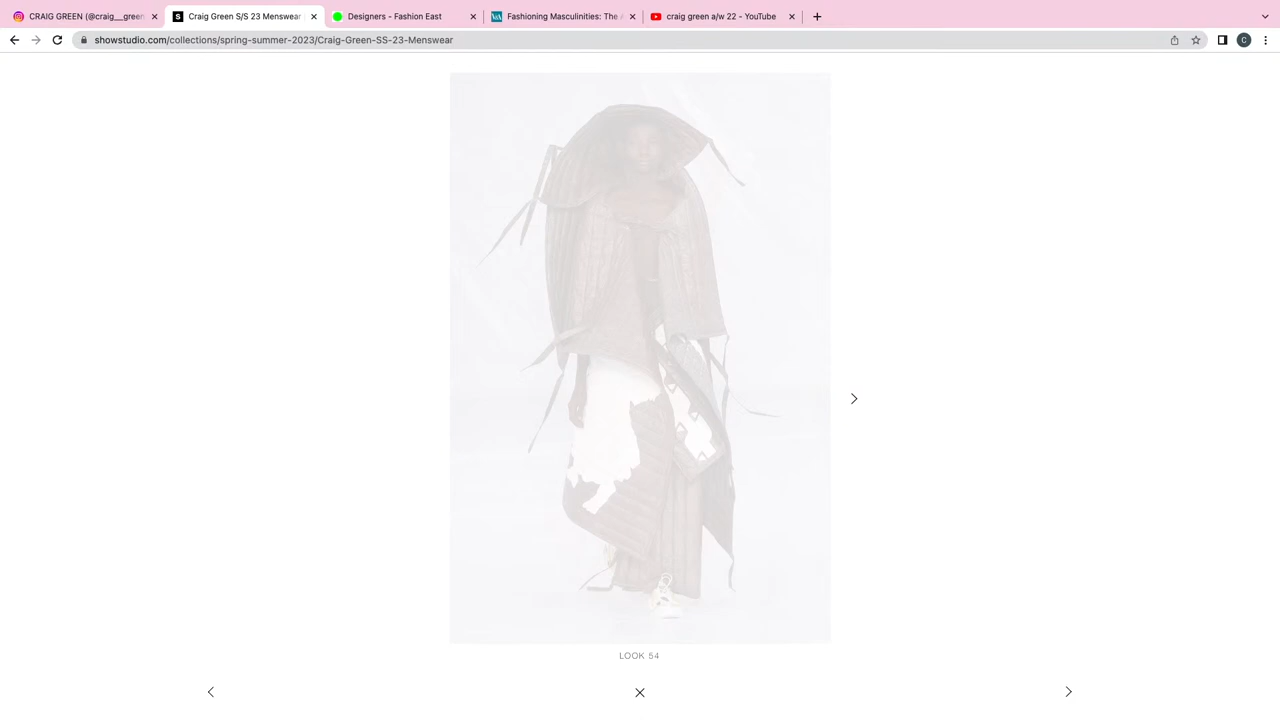 CRAIG GREEN (@craig__green
Craig Green S/S 23 Menswear
Designers - Fashion East
Fashioning Masculinities: The A
craig green a/w 22 - YouTube
showstudio.com/collections/spring-summer-2023/Craig-Green-SS-23-Menswear
C
LOOK 54